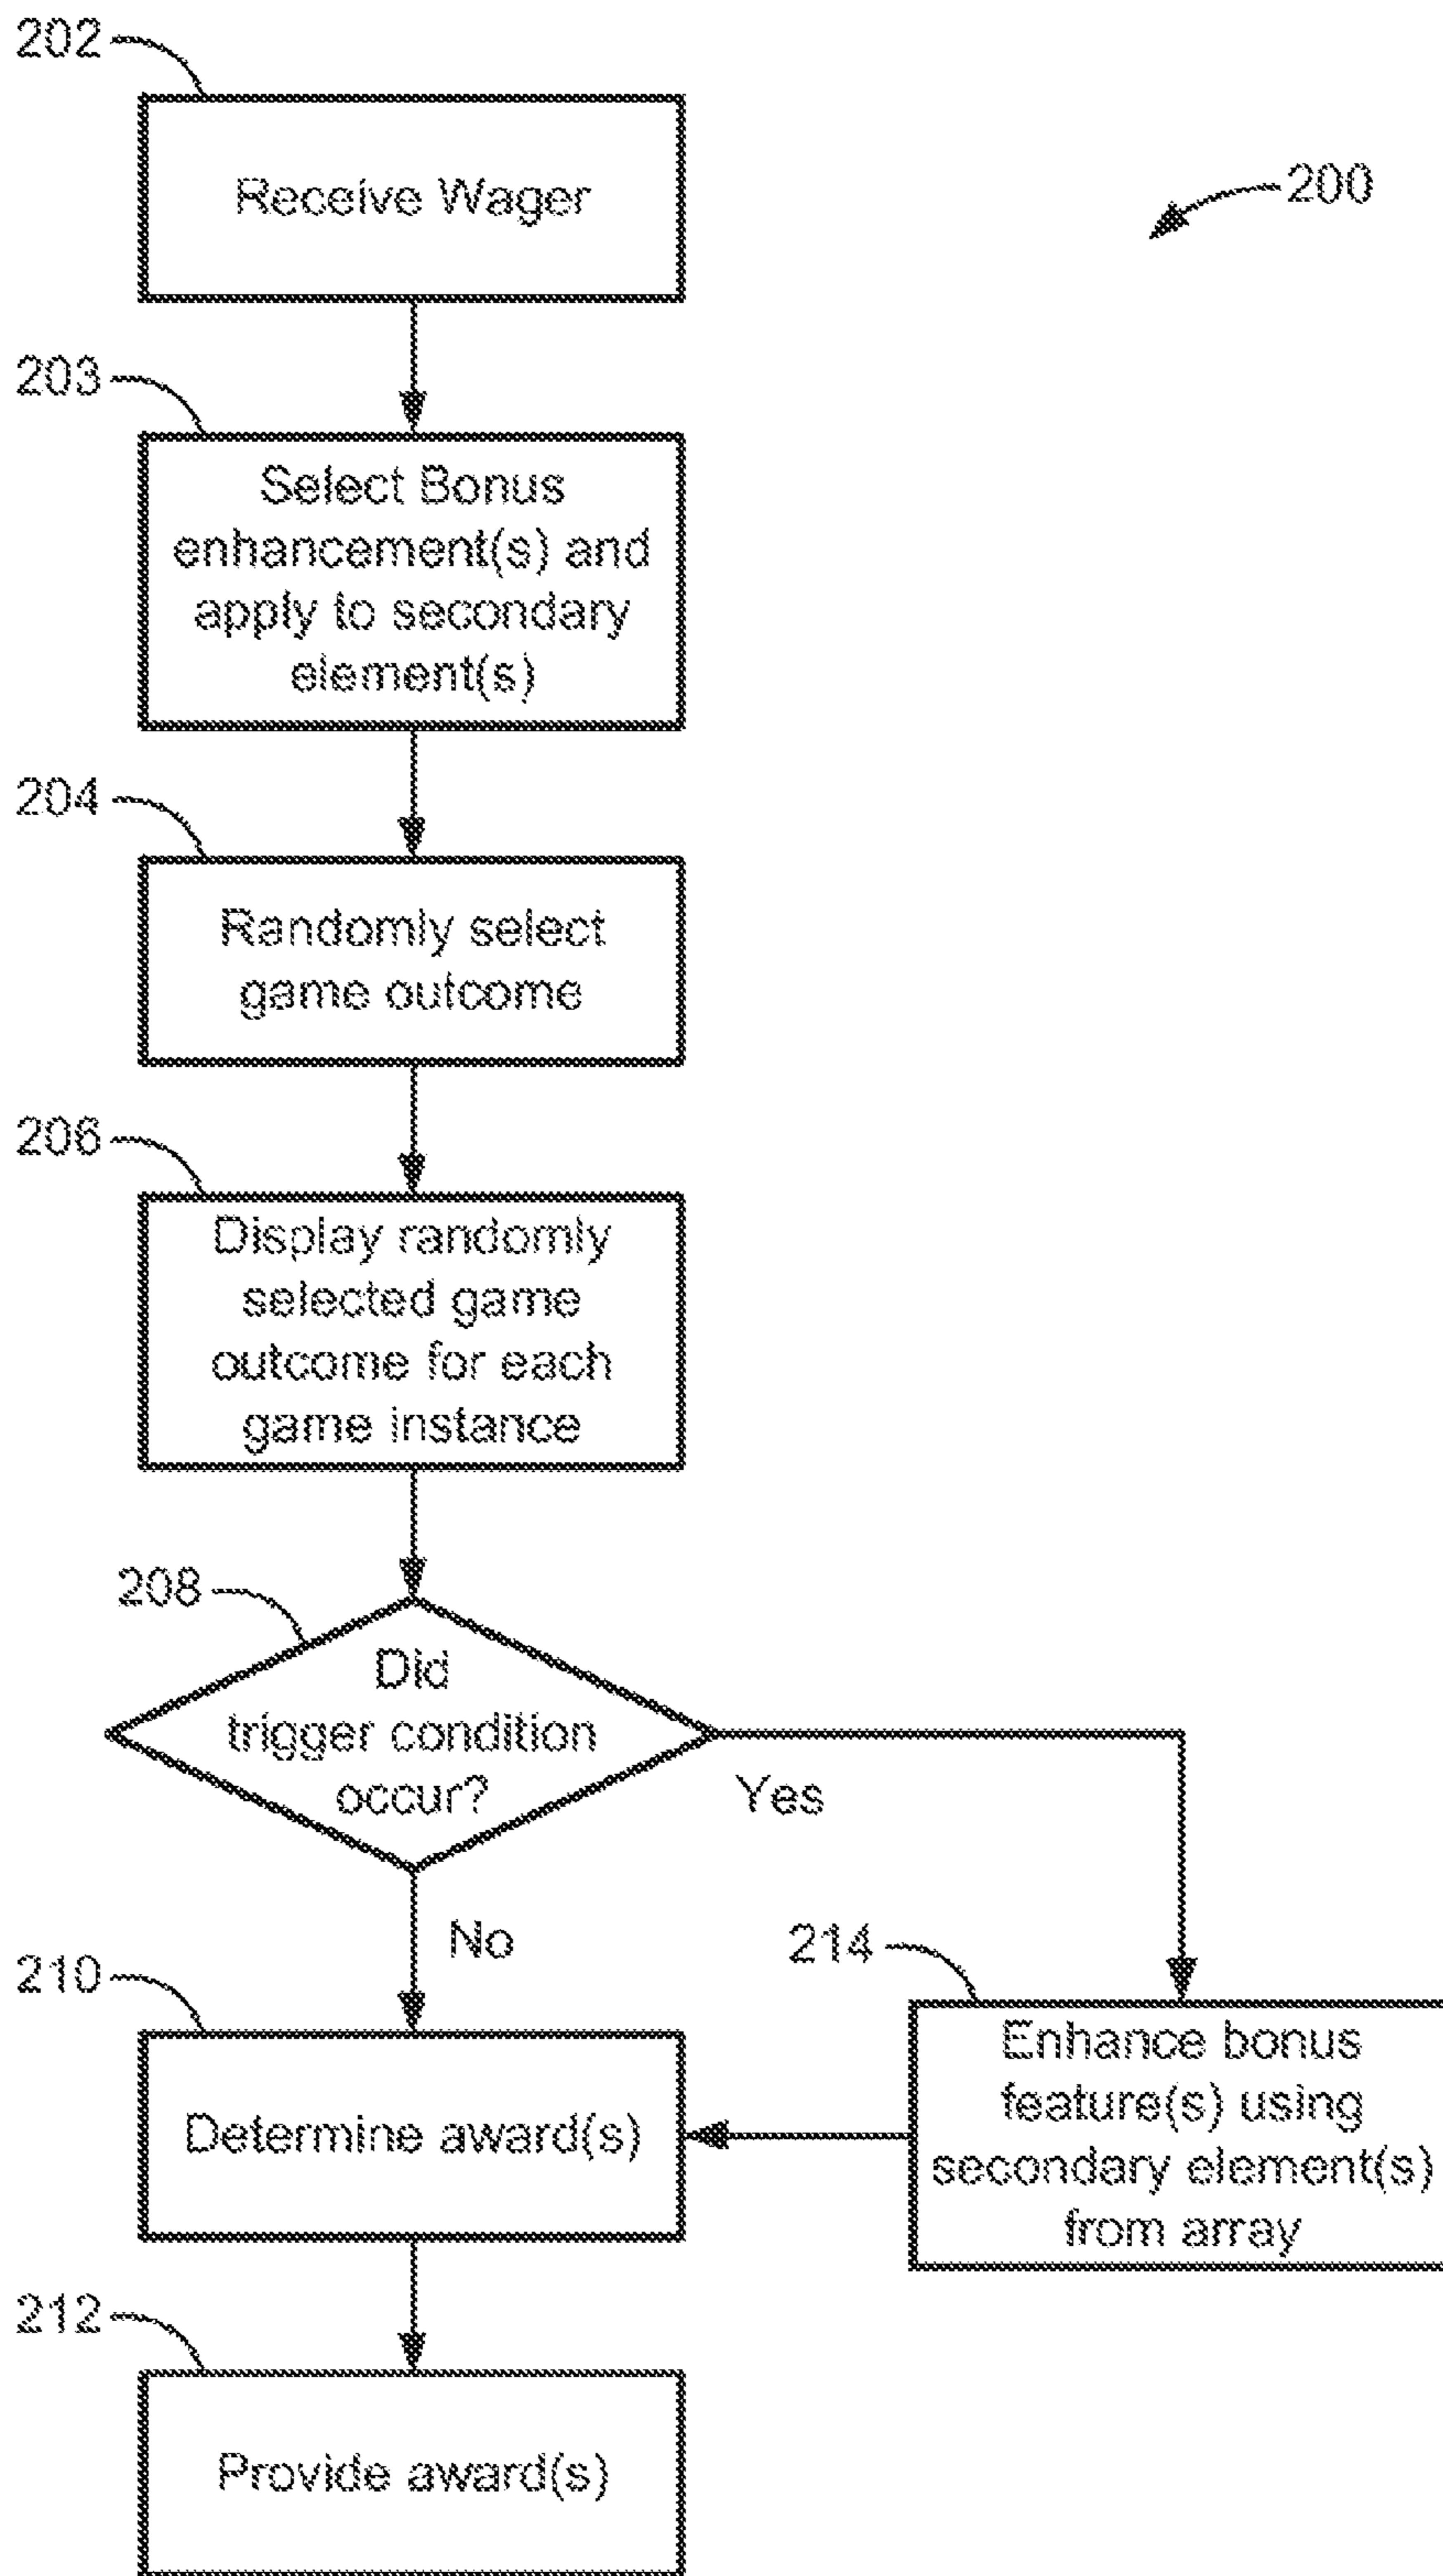 202
Receive Wager
200
203
Select Bonus
enhancement(s) and
apply to secondary
element(s)
204
Randomly select
game outcome
206
Display randomly
selected game
outcome for each
game instance
208
Did
trigger condition
occur?
Yes
No
210
Determine award(s)
214
Enhance bonus
feature(s) using
secondary element(s)
from array
212
Provide award(s)